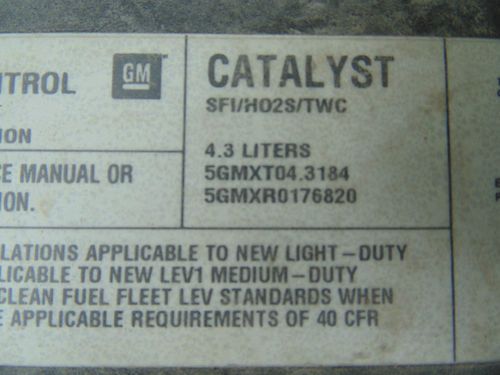 NTROL
GM
CATALYST
SFI/HO2S/TWC
ION
4.3 LITERS
5GMXT04.3184
5GMXR0176820
CE MANUAL OR
ION.
LATIONS APPLICABLE TO NEW LIGHT-DUTY
LICABLE TO NEW LEV1 MEDIUM-DUTY
CLEAN FUEL FLEET LEV STANDARDS WHEN
E APPLICABLE REQUIREMENTS OF 40 CFR